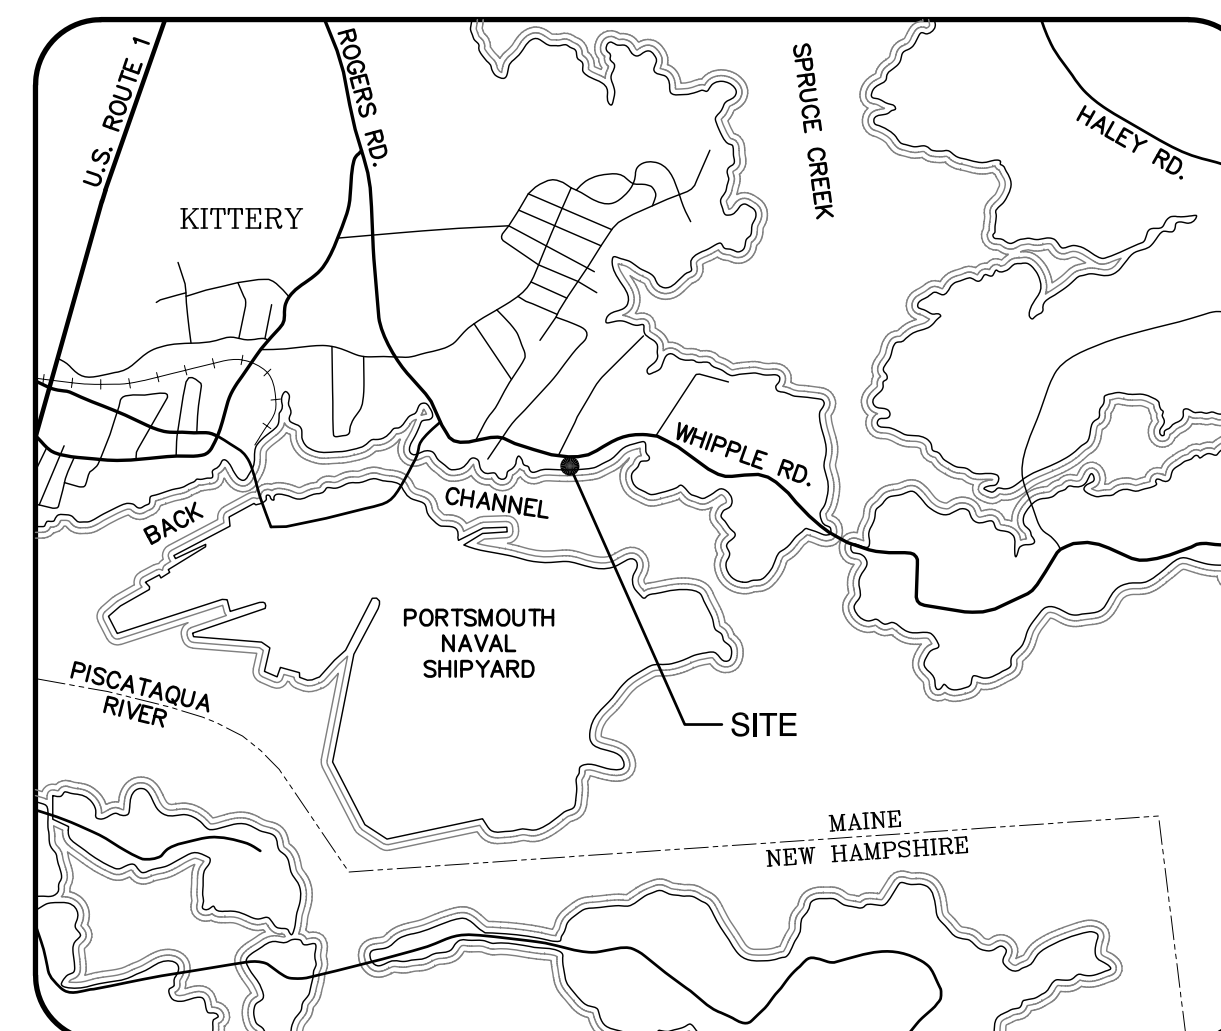 U.S. ROUTE 1
ROGERS RD.
SPRUCE CREEK
HALEY RD.
KITTERY
WHIPPLE RD.
BACK
CHANNEL
PORTSMOUTH
NAVAL
SHIPYARD
PISCATAQUA
RIVER
SITE
MAINE
NEW HAMPSHIRE